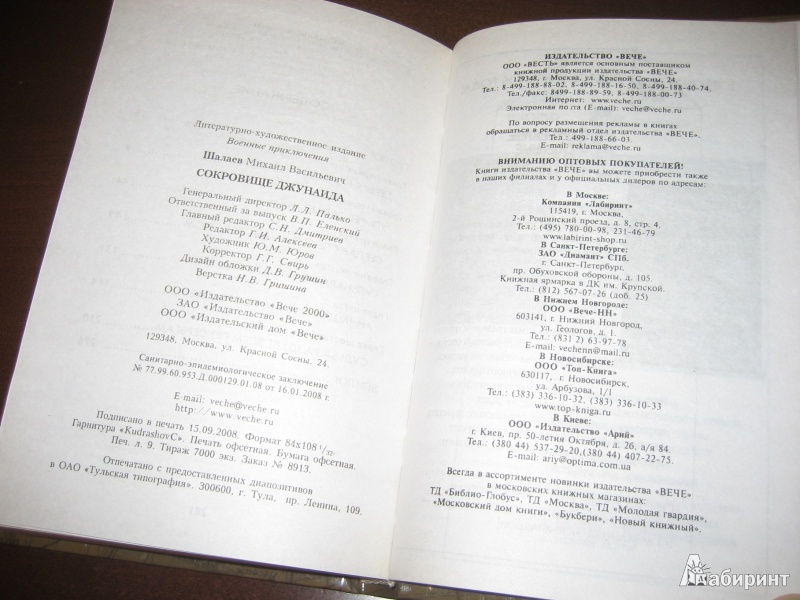 Литературно-художественное издание
Военные приключения
Шалаев Михаил Васильевич
СОКРОВИЩЕ ДЖУНАИДА
Генеральный директор Л.Л. Палько
Ответственный за выпуск В.П. Еленский
Главный редактор С.Н. Дмитриев
Редактор Г.И. Алексеев
Художник Ю.М. Юров
Корректор Г.Г. Свирь
Дизайн обложки Д.В. Грушин
Верстка Н.В. Гришина
ООО «Издательство «Вече 2000»
ЗАО «Издательство «Вече»
ООО «Издательский дом «Вече»
129348, Москва, ул. Красной Сосны, 24.
Санитарно-эпидемиологическое заключение
№ 77.99.60.953.Д.000129.01.08 от 16.01.2008 г.
E-mail: veche@veche.ru
http://www.veche.ru
Подписано в печать 15.09.2008. Формат 84x108 1/32.
Гарнитура «KudrashovC». Печать офсетная. Бумага офсетная.
Печ. л. 9. Тираж 7000 экз. Заказ № 8913.
Отпечатано с предоставленных диапозитивов
в ОАО «Тульская типография». 300600, г. Тула, пр. Ленина, 109.
ИЗДАТЕЛЬСТВО «ВЕЧЕ»
ООО «ВЕСТЬ» является основным поставщиком
книжной продукции издательства «ВЕЧЕ»
129348, г. Москва, ул. Красной Сосны, 24.
Тел.: 8-499-188-88-02, 8-499-188-16-50, 8-499-188-40-74.
Тел./факс: 8499-188-89-59, 8-499-188-00-73
Интернет: www.veche.ru
Электронная почта (E-mail): veche@veche.ru
По вопросу размещения рекламы в книгах
обращаться в рекламный отдел издательства «ВЕЧЕ».
Тел.: 499-188-66-03.
E-mail: reklama@veche.ru
ВНИМАНИЮ ОПТОВЫХ ПОКУПАТЕЛЕЙ!
Книги издательства «ВЕЧЕ» вы можете приобрести также
в наших филиалах и у официальных дилеров по адресам:
В Москве:
Компания «Лабиринт»
115419, г. Москва,
2-й Рощинский проезд, д. 8, стр. 4.
Тел.: (495) 780-00-98, 231-46-79
www.labirint-shop.ru
В Санкт-Петербурге:
ЗАО «Диамант» СПб.
г. Санкт-Петербург,
пр. Обуховской обороны, д. 105.
Книжная ярмарка в ДК им. Крупской.
Тел.: (812) 567-07-26 (доб. 25)
В Нижнем Новгороде:
ООО «Вече-НН»
603141, г. Нижний Новгород,
ул. Геологов, д. 1.
Тел.: (831 2) 63-97-78
E-mail: vechenn@mail.ru
В Новосибирске:
ООО «Топ-Книга»
630117, г. Новосибирск,
ул. Арбузова, 1/1
Тел.: (383) 336-10-32, (383) 336-10-33
www.top-kniga.ru
В Киеве:
ООО «Издательство «Арий»
г. Киев, пр. 50-летия Октября, д. 26, а/я 84.
Тел.: (380 44) 537-29-20,(380 44) 407-22-75.
E-mail: ariy@optima.com.ua
Всегда в ассортименте новинки издательства «ВЕЧЕ»
в московских книжных магазинах:
ТД «Библио-Глобус», ТД «Москва», ТД «Молодая гвардия»,
«Московский дом книги», «Букбери», «Новый книжный».
Лабиринт